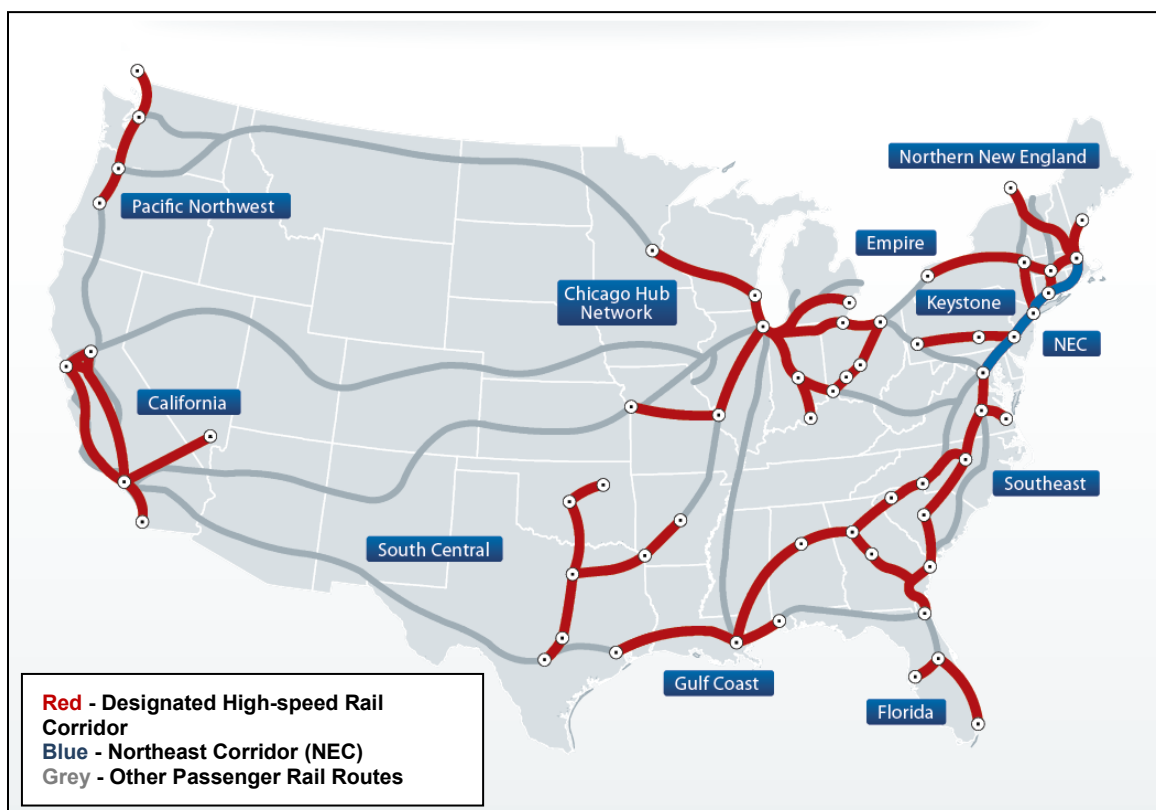 Northern New England
Pacific Northwest
Empire
Chicago Hub
Network
Keystone
NEC
California
Southeast
South Central
Gulf Coast
Florida
Red - Designated High-speed Rail
Corridor
Blue - Northeast Corridor (NEC)
Grey - Other Passenger Rail Routes